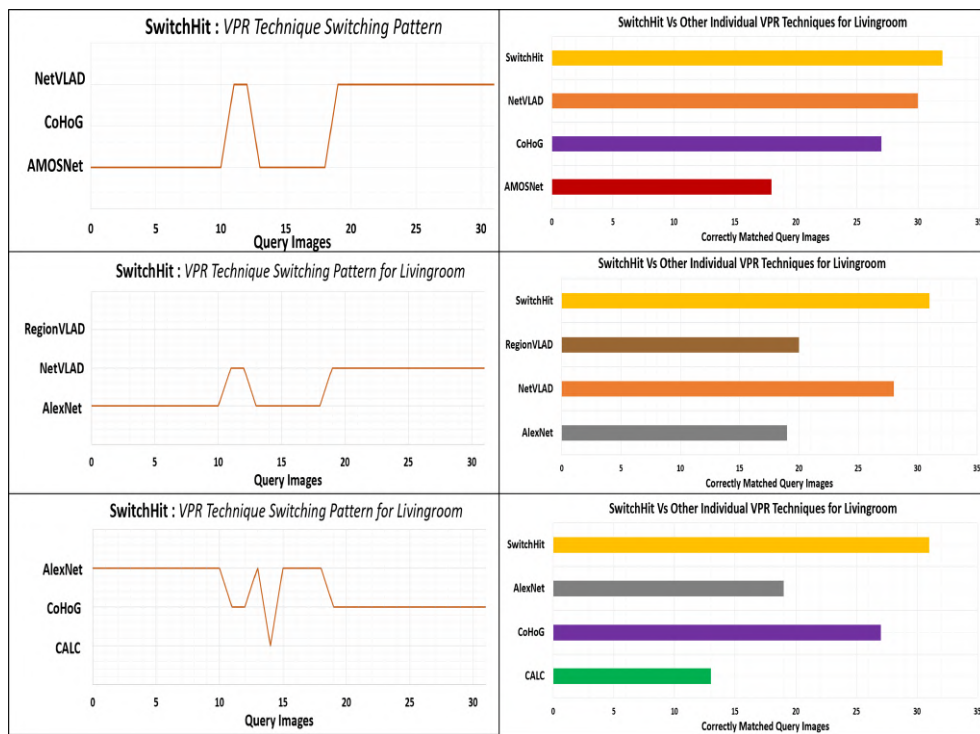 SwitchHit : VPR Technique Switching Pattern
NetVLAD
CoHoG
AMOSNet
0 5 10 15 20 25 30
Query Images
SwitchHit Vs Other Individual VPR Techniques for Livingroom
SwitchHit
NetVLAD
CoHoG
AMOSNet
0 5 10 15 20 25 30 35
Correctly Matched Query Images
SwitchHit : VPR Technique Switching Pattern for Livingroom
RegionVLAD
NetVLAD
AlexNet
0 5 10 15 20 25 30
Query Images
SwitchHit Vs Other Individual VPR Techniques for Livingroom
SwitchHit
RegionVLAD
NetVLAD
AlexNet
0 5 10 15 20 25 30 35
Correctly Matched Query Images
SwitchHit : VPR Technique Switching Pattern for Livingroom
AlexNet
CoHoG
CALC
0 5 10 15 20 25 30
Query Images
SwitchHit Vs Other Individual VPR Techniques for Livingroom
SwitchHit
AlexNet
CoHoG
CALC
0 5 10 15 20 25 30 35
Correctly Matched Query Images